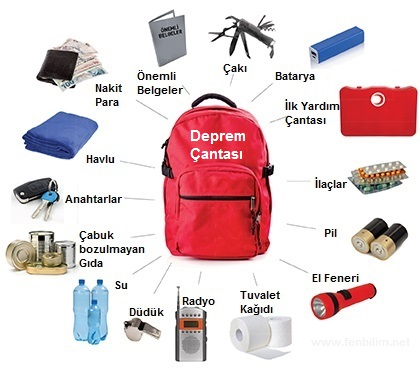 ÖNEMLİ
BELGELER
Önemli
Belgeler
Çakı
Batarya
Nakit
Para
İlk Yardım
Çantası
Deprem
Çantası
Havlu
İlaçlar
Anahtarlar
Pil
Çabuk
bozulmayan
Gıda
Su
El Feneri
Düdük
Radyo
Tuvalet
Kağıdı
www.fenbilim.net